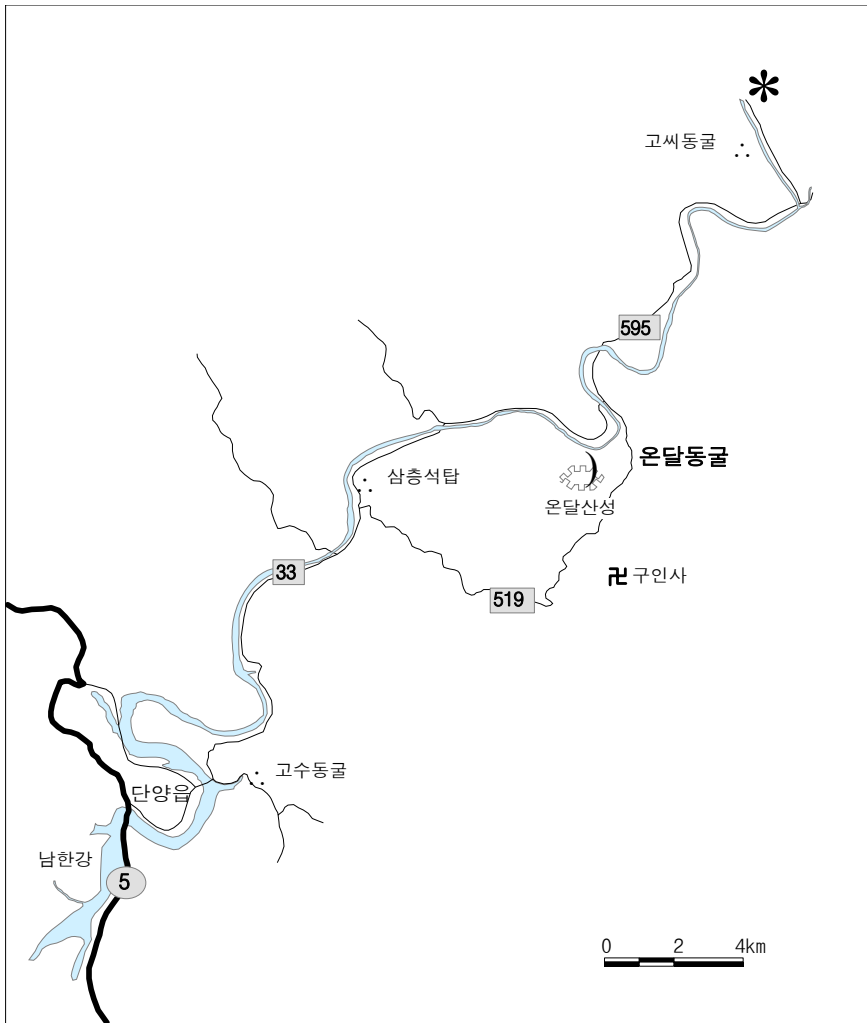 *
고씨동굴
595
온달동굴
삼층석탑
온달산성
33
519
卍 구인사
고수동굴
단양읍
남한강
5
0 2 4km